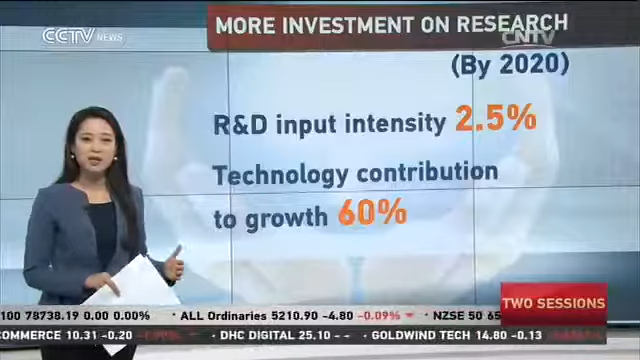 CCTV NEWS
MORE INVESTMENT ON RESEARCH
CNTV
(By 2020)
R&D input intensity 2.5%
Technology contribution
to growth 60%
TWO SESSIONS
100 78738.19 0.00 0.00% • ALL Ordinaries 5210.90 -4.80 -0.09% ▼ • NZSE 50 65
COMMERCE 10.31 -0.20 • DHC DIGITAL 25.10 -- • GOLDWIND TECH 14.80 -0.13